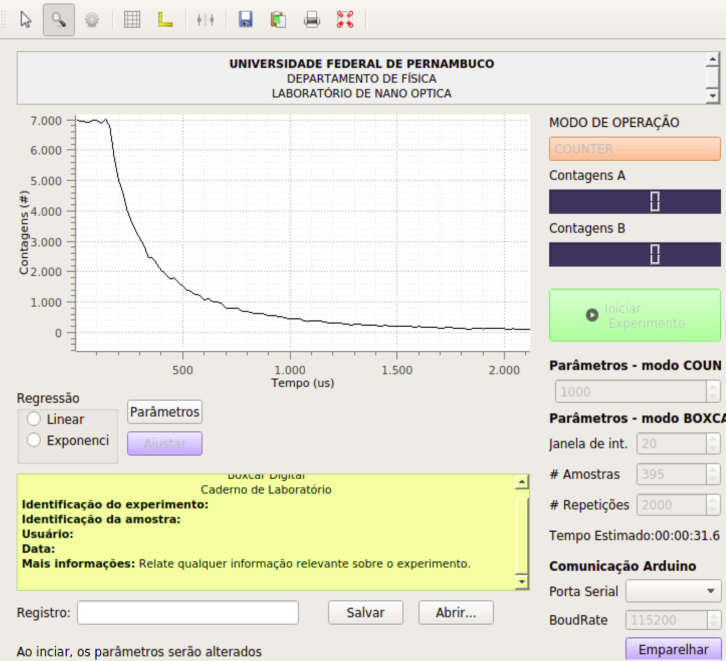 UNIVERSIDADE FEDERAL DE PERNAMBUCO
DEPARTAMENTO DE FÍSICA
LABORATÓRIO DE NANO OPTICA
7.000
6.000
5.000
4.000
3.000
2.000
1.000
0
Contagens (#)
500
1.000
1.500
2.000
Tempo (us)
MODO DE OPERAÇÃO
COUNTER
Contagens A
0
Contagens B
0
Iniciar
Experimento
Parâmetros - modo COUN
1000
Parâmetros - modo BOXCA
Janela de int. 20
# Amostras 395
# Repetições 2000
Tempo Estimado:00:00:31.6
Comunicação Arduino
Porta Serial
BoudRate 115200
Emparelhar
Regressão
Linear
Exponenci
Parâmetros
Ajustar
Boxcar Digital
Caderno de Laboratório
Identificação do experimento:
Identificação da amostra:
Usuário:
Data:
Mais informações: Relate qualquer informação relevante sobre o experimento.
Registro:
Salvar
Abrir...
Ao inciar, os parâmetros serão alterados